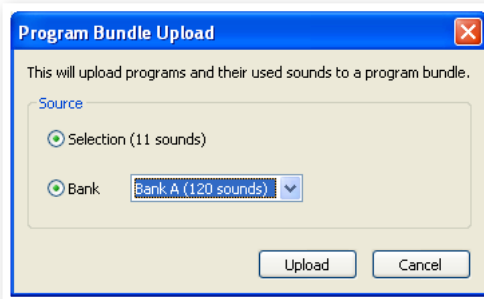 Program Bundle Upload
This will upload programs and their used sounds to a program bundle.
Source
Selection (11 sounds)
Bank Bank A (120 sounds)
Upload Cancel